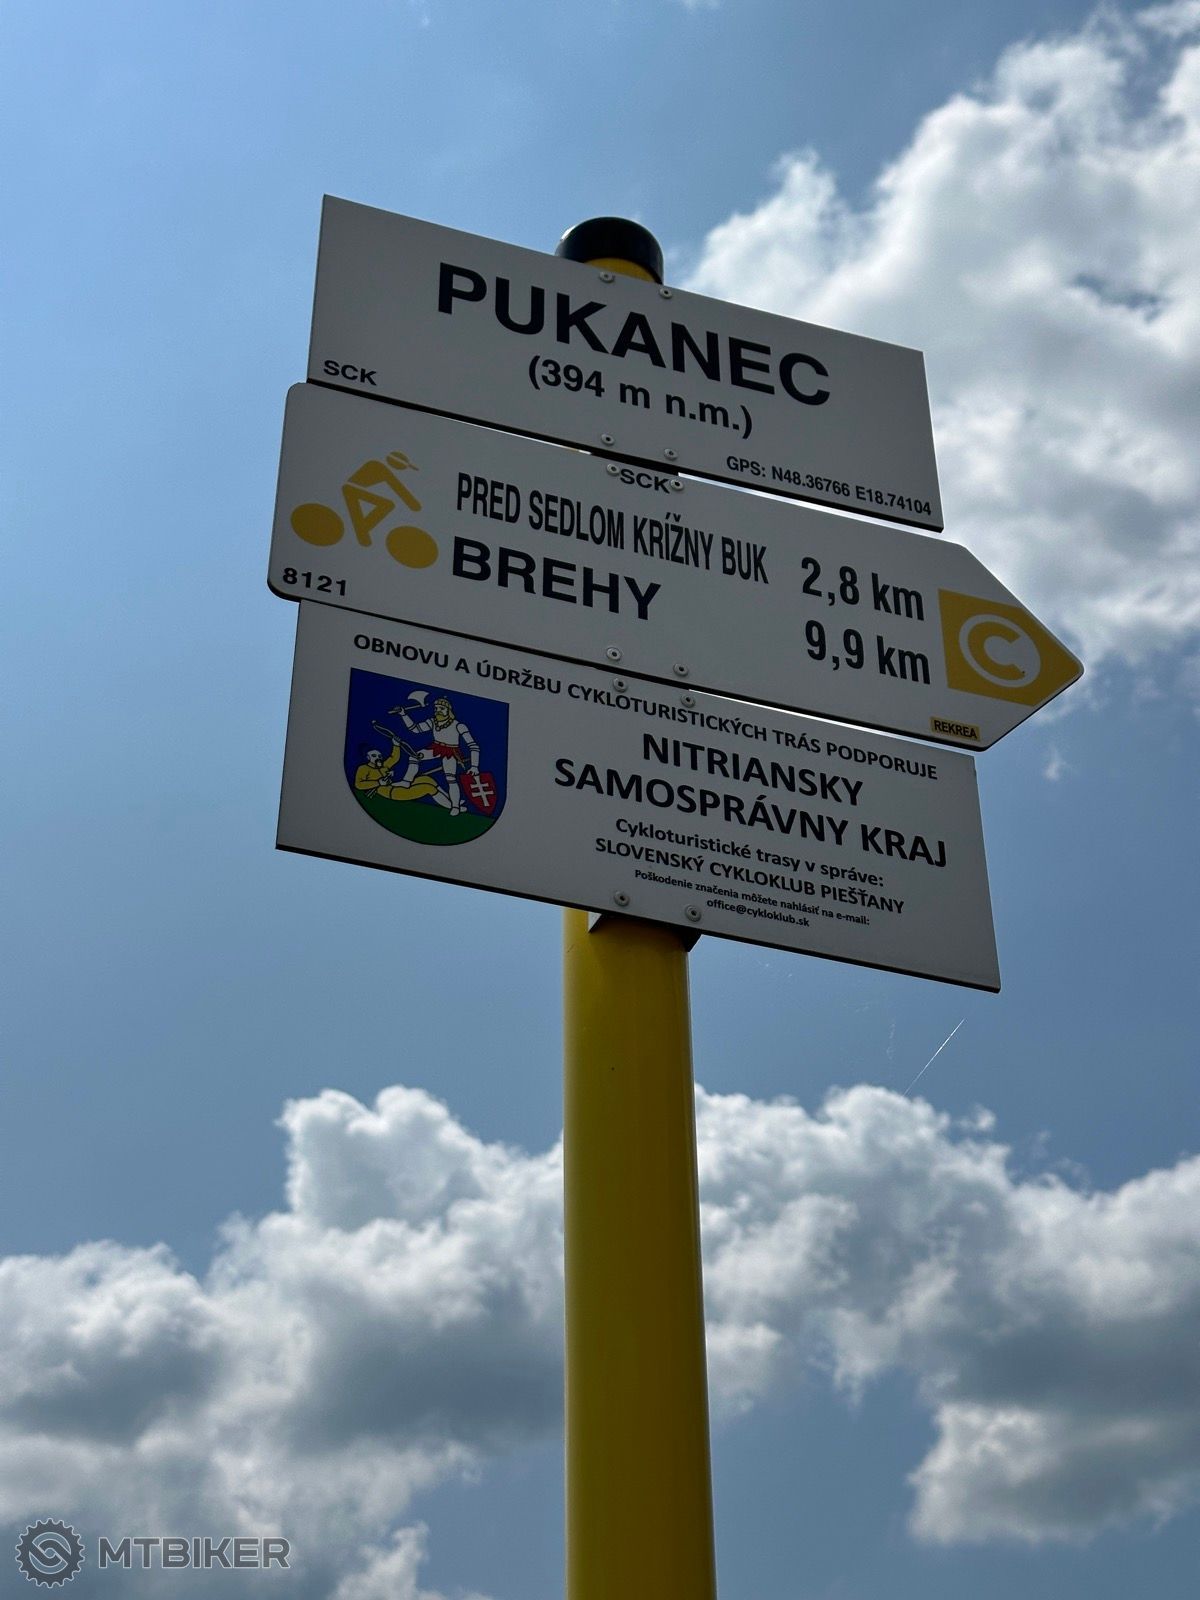 PUKANEC
(394 m n.m.)
SCK
GPS: N48.36766 E18.74104
SCK
PRED SEDLOM KRÍŽNY BUK 2,8 km
BREHY 9,9 km
8121
C
REKREA
OBNOVU A ÚDRŽBU CYKLOTURISTICKÝCH TRÁS PODPORUJE
NITRIANSKY
SAMOSPRÁVNY KRAJ
Cykloturistické trasy v správe:
SLOVENSKÝ CYKLOKLUB PIEŠŤANY
Poškodenie značenia môžete nahlásiť na e-mail:
office@cykloklub.sk
MTBIKER